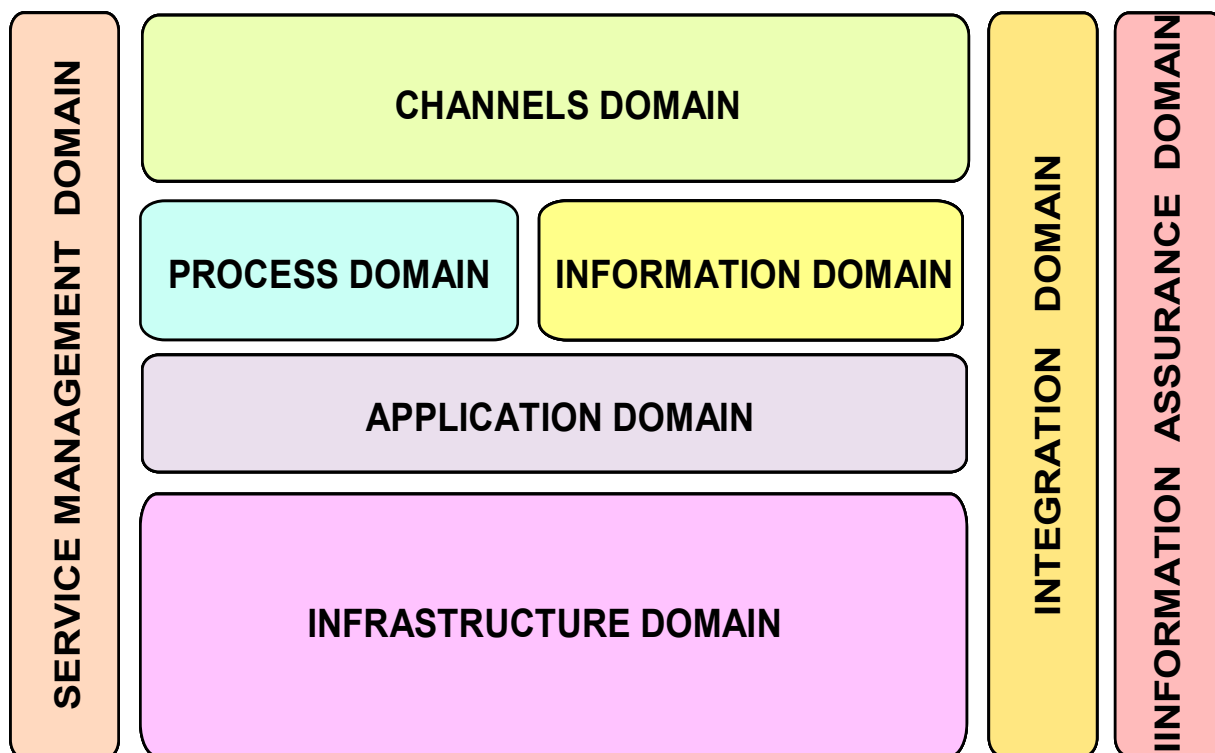 SERVICE MANAGEMENT DOMAIN
CHANNELS DOMAIN
PROCESS DOMAIN
INFORMATION DOMAIN
APPLICATION DOMAIN
INFRASTRUCTURE DOMAIN
INTEGRATION DOMAIN
IINFORMATION ASSURANCE DOMAIN